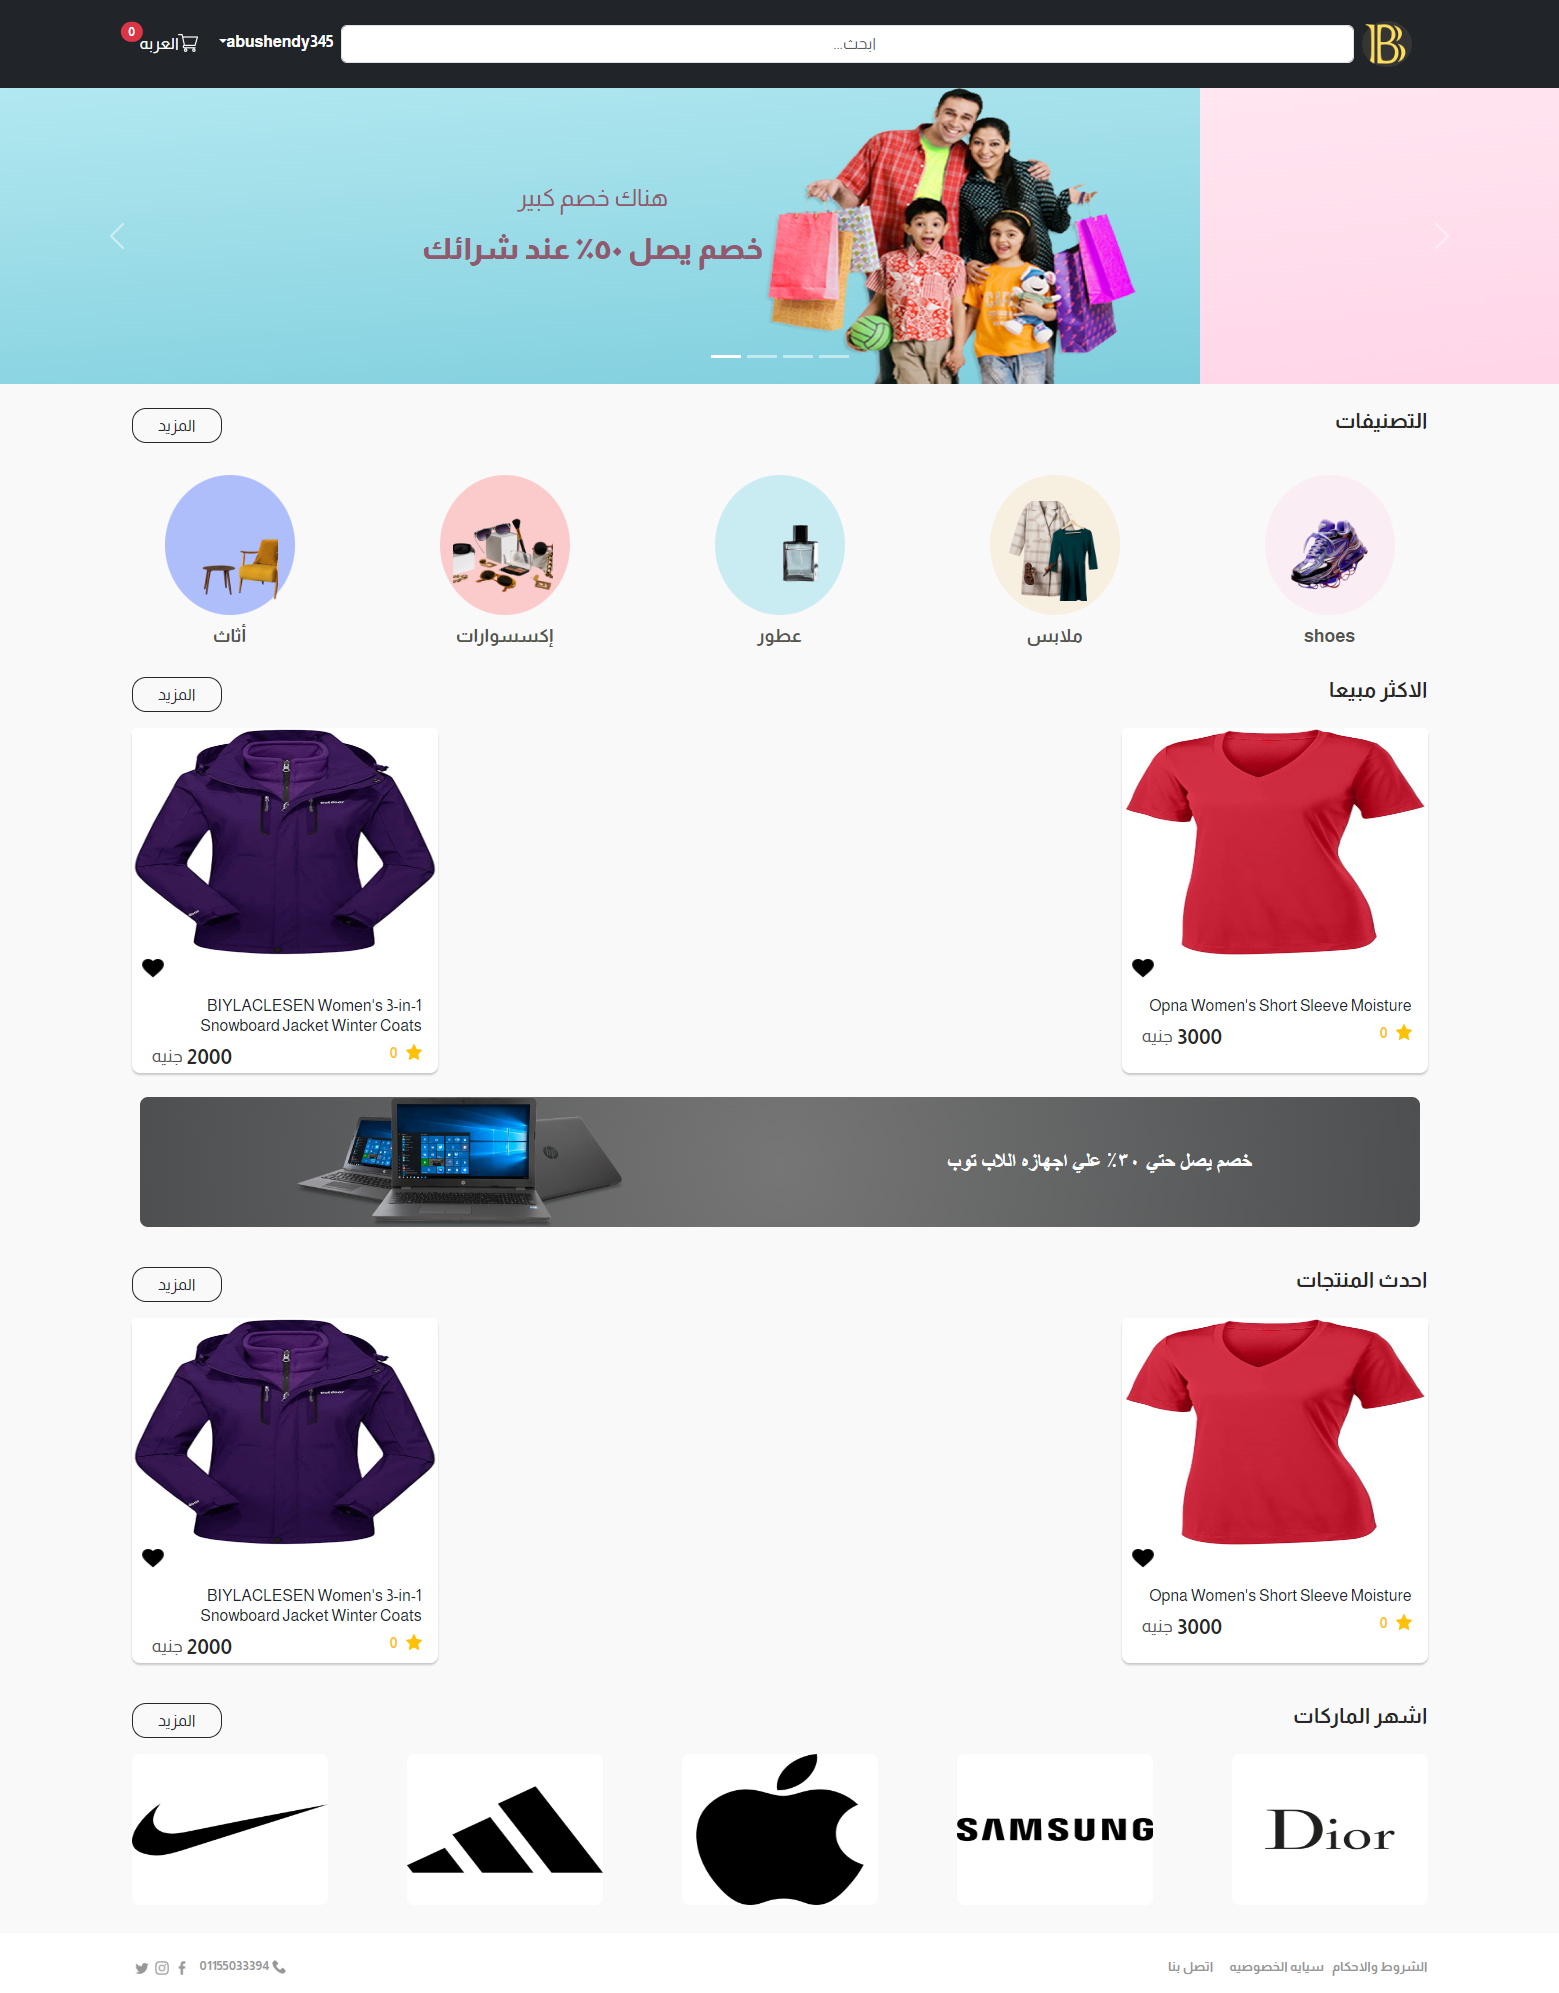 ابحث...
abushendy345
العربه
0
هناك خصم كبير
خصم يصل ٥٠٪ عند شرائك
التصنيفات
المزيد
shoes
ملابس
عطور
إكسسوارات
أثاث
الاكثر مبيعا
المزيد
Opna Women's Short Sleeve Moisture
0
3000 جنيه
BIYLACLESEN Women's 3-in-1
Snowboard Jacket Winter Coats
0
2000 جنيه
خصم يصل حتي ٣٠٪ علي اجهازه اللاب توب
احدث المنتجات
المزيد
Opna Women's Short Sleeve Moisture
0
3000 جنيه
BIYLACLESEN Women's 3-in-1
Snowboard Jacket Winter Coats
0
2000 جنيه
اشهر الماركات
المزيد
Dior
SAMSUNG
الشروط والاحكام
سيايه الخصوصيه
اتصل بنا
01155033394